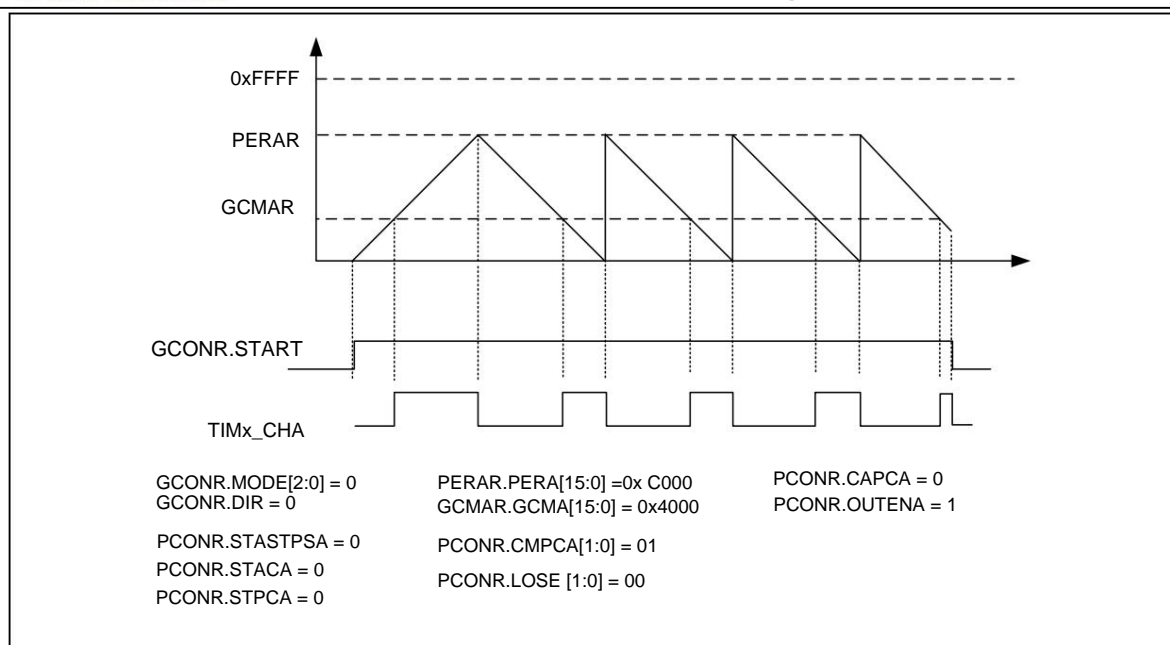 0xFFFF
PERAR
GCMAR
GCONR.START
TIMx_CHA
GCONR.MODE[2:0] = 0
GCONR.DIR = 0
PCONR.STASTPSA = 0
PCONR.STACA = 0
PCONR.STPCA = 0
PERAR.PERA[15:0] =0x C000
GCMAR.GCMA[15:0] = 0x4000
PCONR.CMPCA[1:0] = 01
PCONR.LOSE [1:0] = 00
PCONR.CAPCA = 0
PCONR.OUTENA = 1